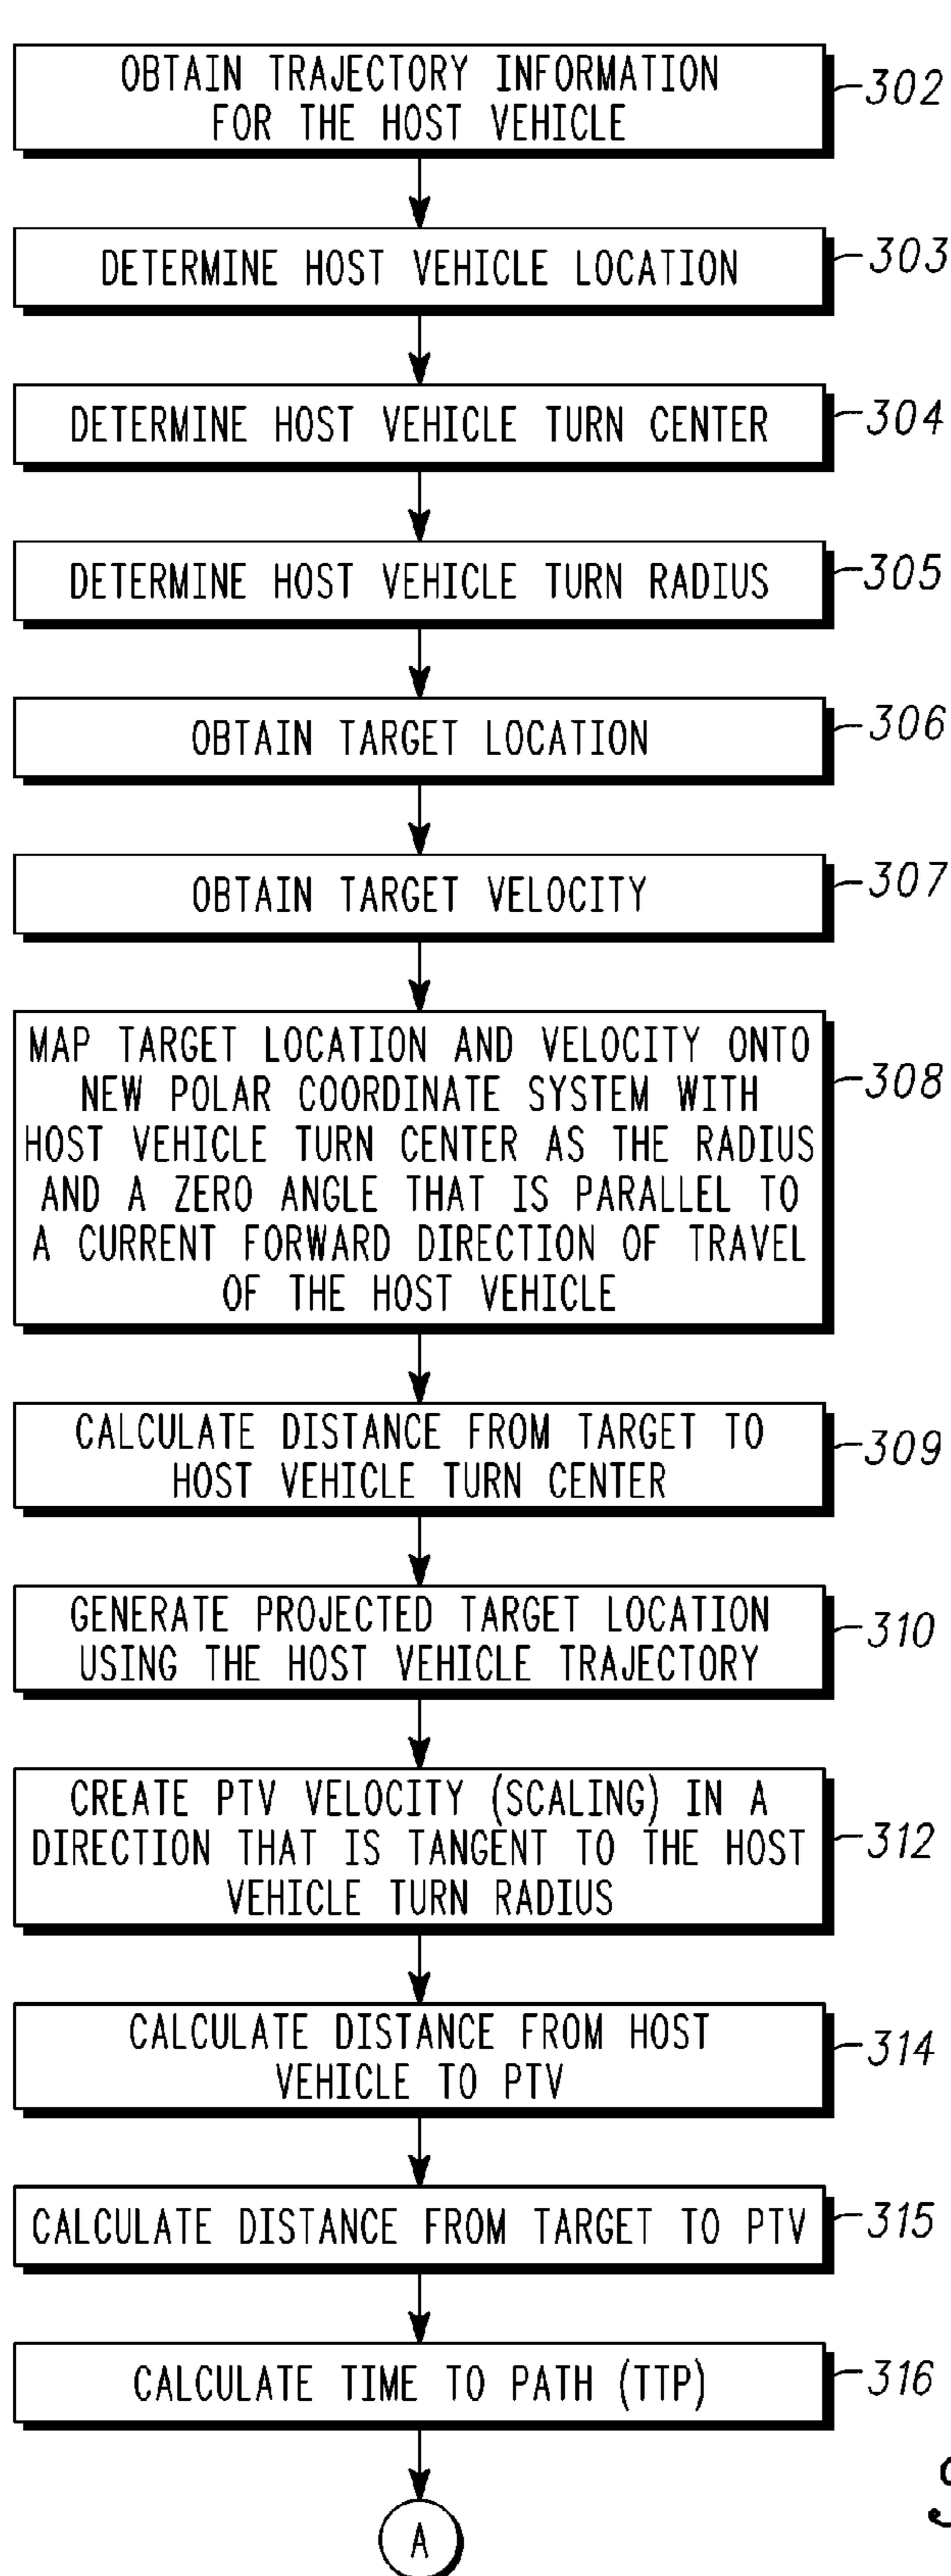 OBTAIN TRAJECTORY INFORMATION
FOR THE HOST VEHICLE
302
DETERMINE HOST VEHICLE LOCATION
303
DETERMINE HOST VEHICLE TURN CENTER
304
DETERMINE HOST VEHICLE TURN RADIUS
305
OBTAIN TARGET LOCATION
306
OBTAIN TARGET VELOCITY
307
MAP TARGET LOCATION AND VELOCITY ONTO
NEW POLAR COORDINATE SYSTEM WITH
HOST VEHICLE TURN CENTER AS THE RADIUS
AND A ZERO ANGLE THAT IS PARALLEL TO
A CURRENT FORWARD DIRECTION OF TRAVEL
OF THE HOST VEHICLE
308
CALCULATE DISTANCE FROM TARGET TO
HOST VEHICLE TURN CENTER
309
GENERATE PROJECTED TARGET LOCATION
USING THE HOST VEHICLE TRAJECTORY
310
CREATE PTV VELOCITY (SCALING) IN A
DIRECTION THAT IS TANGENT TO THE HOST
VEHICLE TURN RADIUS
312
CALCULATE DISTANCE FROM HOST
VEHICLE TO PTV
314
CALCULATE DISTANCE FROM TARGET TO PTV
315
CALCULATE TIME TO PATH (TTP)
316
A